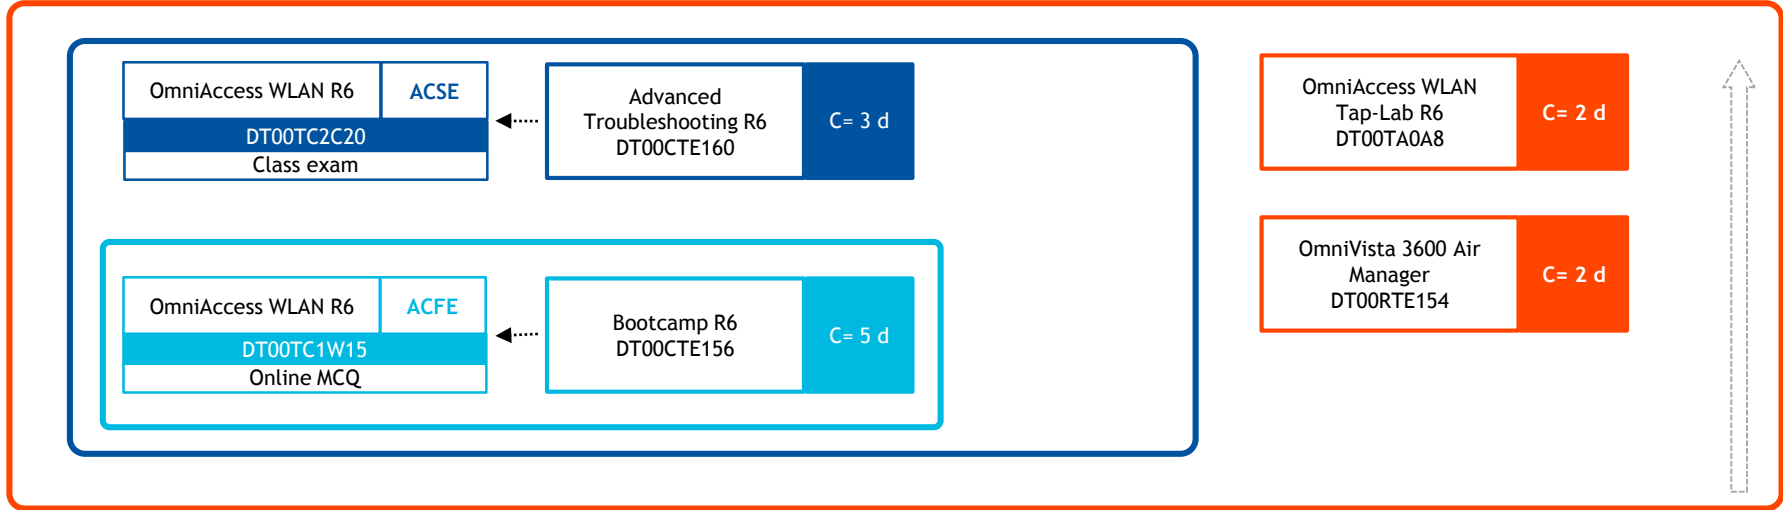 OmniAccess WLAN R6
ACSE
DT00TC2C20
Class exam
Advanced
Troubleshooting R6
DT00CTE160
C= 3 d
OmniAccess WLAN
Tap-Lab R6
DT00TA0A8
C= 2 d
OmniAccess WLAN R6
ACFE
DT00TC1W15
Online MCQ
Bootcamp R6
DT00CTE156
C= 5 d
OmniVista 3600 Air
Manager
DT00RTE154
C= 2 d